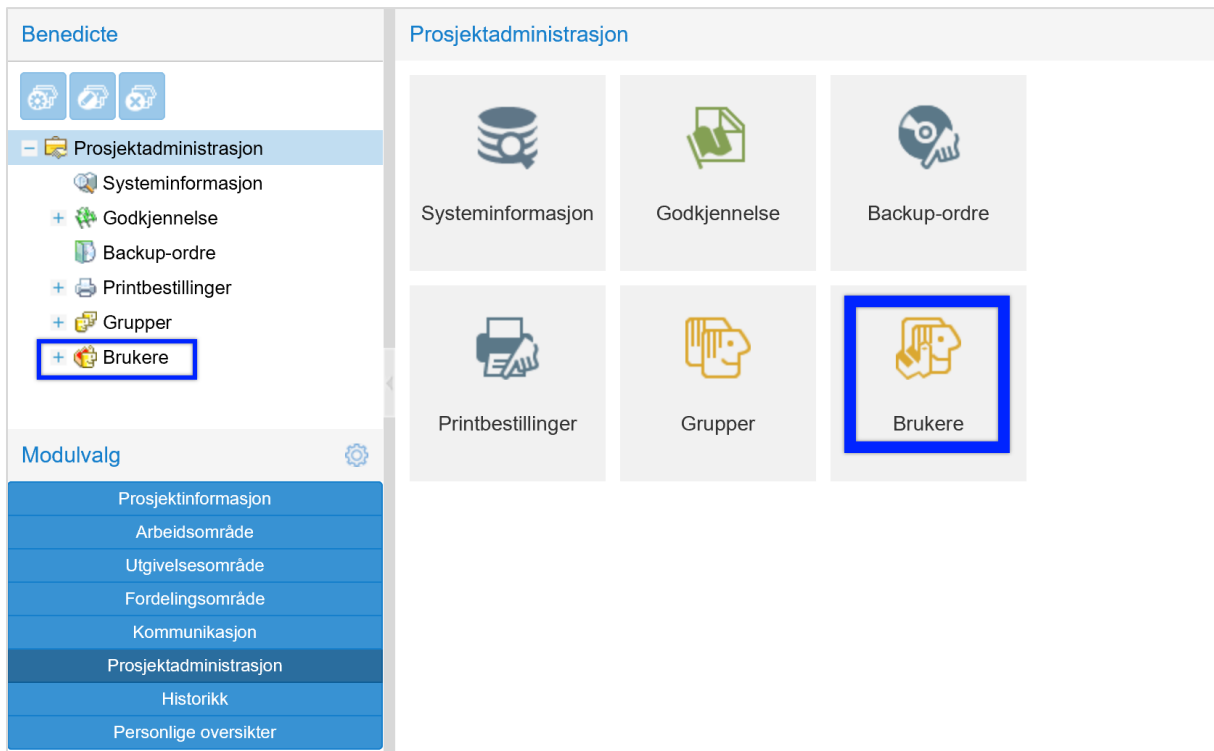 Benedicte
Prosjektadministrasjon
Systeminformasjon
Godkjennelse
Backup-ordre
Printbestillinger
Grupper
Brukere
Modulvalg
Prosjektinformasjon
Arbeidsområde
Utgivelsesområde
Fordelingsområde
Kommunikasjon
Prosjektadministrasjon
Historikk
Personlige oversikter
Prosjektadministrasjon
Systeminformasjon
Godkjennelse
Backup-ordre
Printbestillinger
Grupper
Brukere